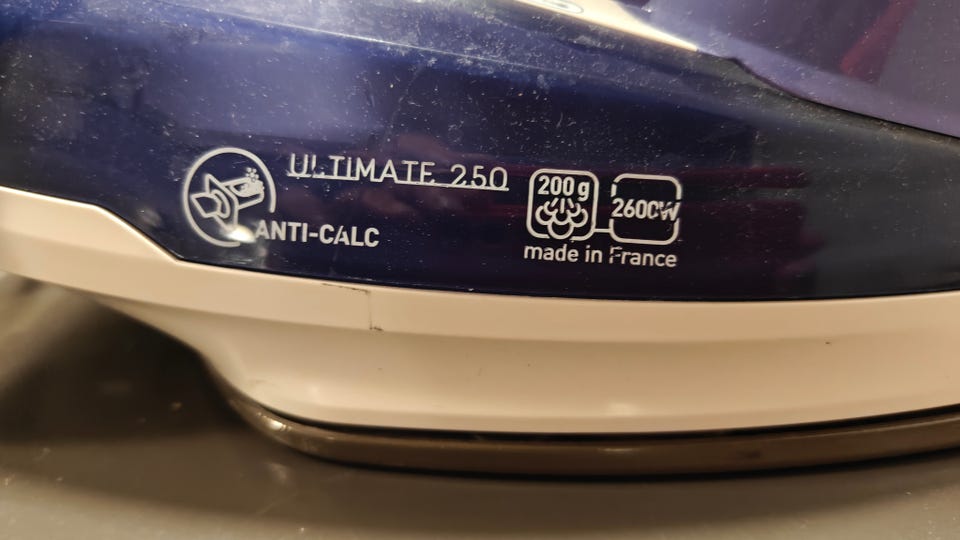 ULTIMATE 250
ANTI-CALC
200g
2600W
made in France